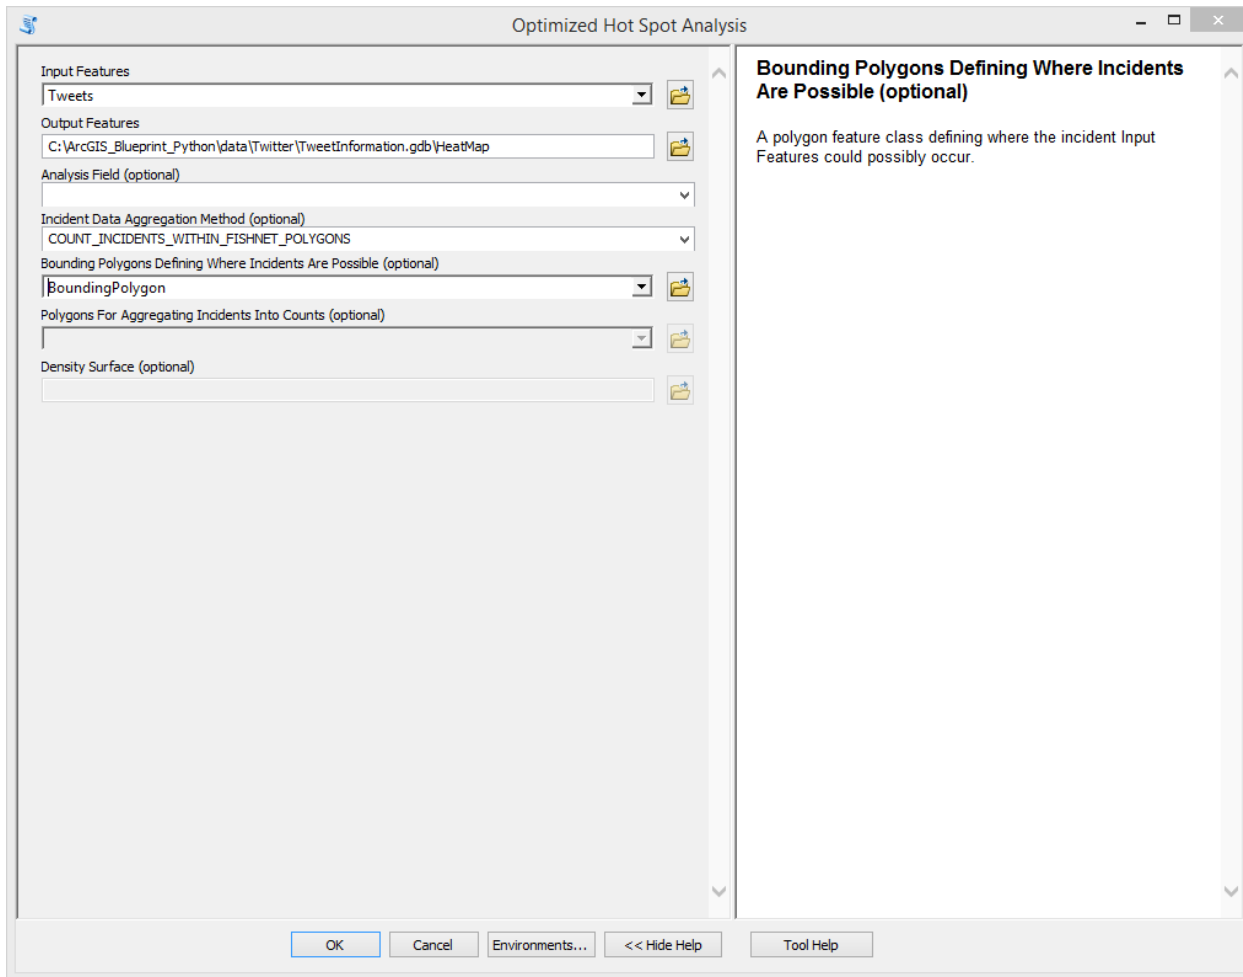 Optimized Hot Spot Analysis
Input Features
Tweets
Output Features
C:\ArcGIS_Blueprint_Python\data\Twitter\TweetInformation.gdb\HeatMap
Analysis Field (optional)
Incident Data Aggregation Method (optional)
COUNT_INCIDENTS_WITHIN_FISHNET_POLYGONS
Bounding Polygons Defining Where Incidents Are Possible (optional)
BoundingPolygon
Polygons For Aggregating Incidents Into Counts (optional)
Density Surface (optional)
Bounding Polygons Defining Where Incidents
Are Possible (optional)
A polygon feature class defining where the incident Input
Features could possibly occur.
OK
Cancel
Environments...
<< Hide Help
Tool Help